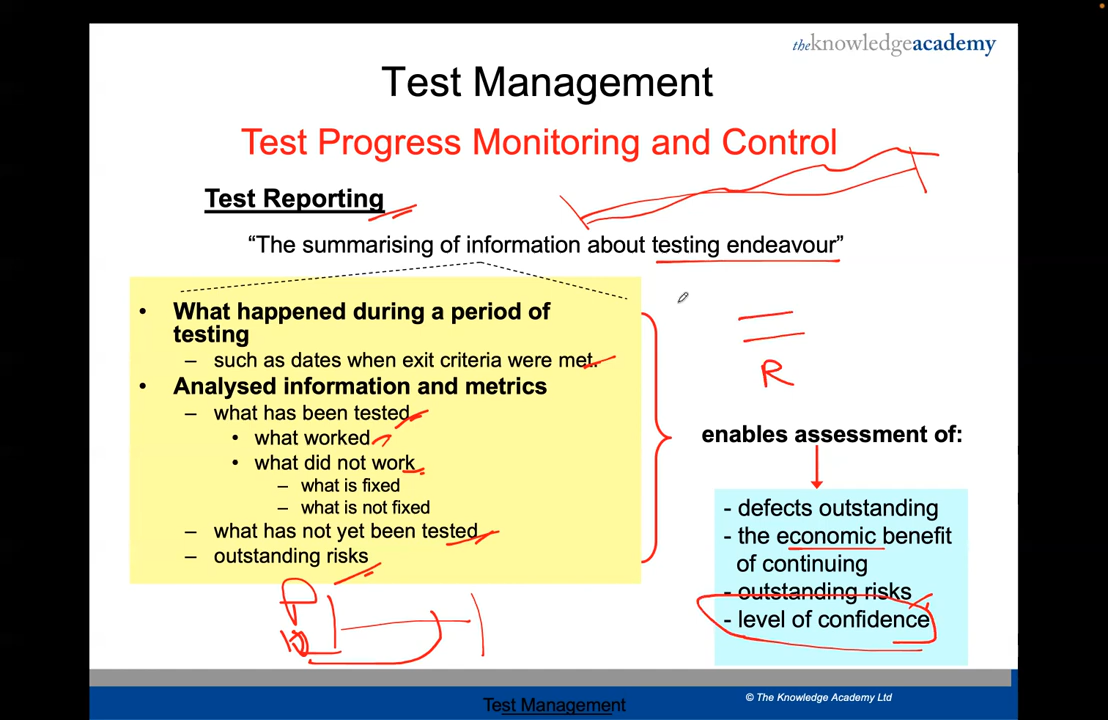 theknowledgeacademy
Test Management
Test Progress Monitoring and Control
Test Reporting
“The summarising of information about testing endeavour”
• What happened during a period of
testing
– such as dates when exit criteria were met.
• Analysed information and metrics
– what has been tested
• what worked
• what did not work
– what is fixed
– what is not fixed
– what has not yet been tested
– outstanding risks
R
enables assessment of:
- defects outstanding
- the economic benefit
of continuing
- outstanding risks
- level of confidence
P
Test Management
© The Knowledge Academy Ltd